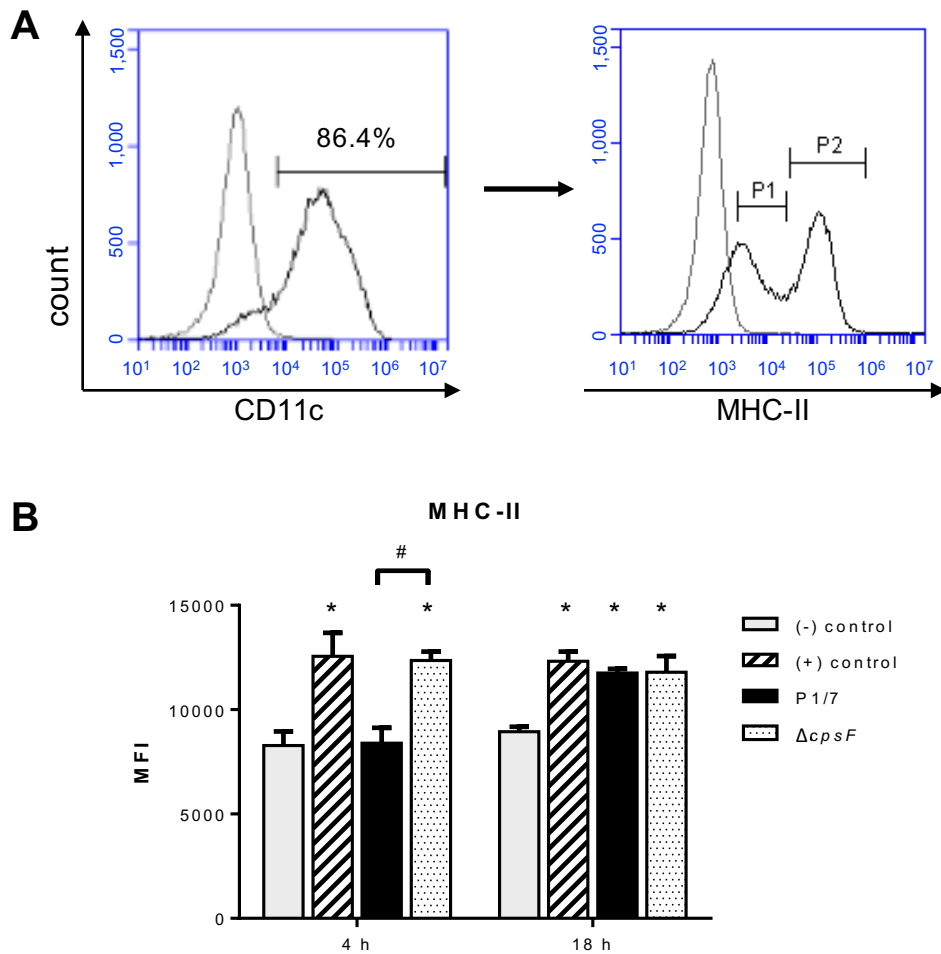 A
1,500
1,000
500
0
count
86.4%
10¹ 10² 10³ 10⁴ 10⁵ 10⁶ 10⁷
CD11c
1,500
1,000
500
0
P1
P2
10¹ 10² 10³ 10⁴ 10⁵ 10⁶ 10⁷
MHC-II
B
MHC-II
#
* * * * *
15000
10000
5000
0
MFI
4 h
18 h
(-) control
(+) control
P1/7
ΔcpsF